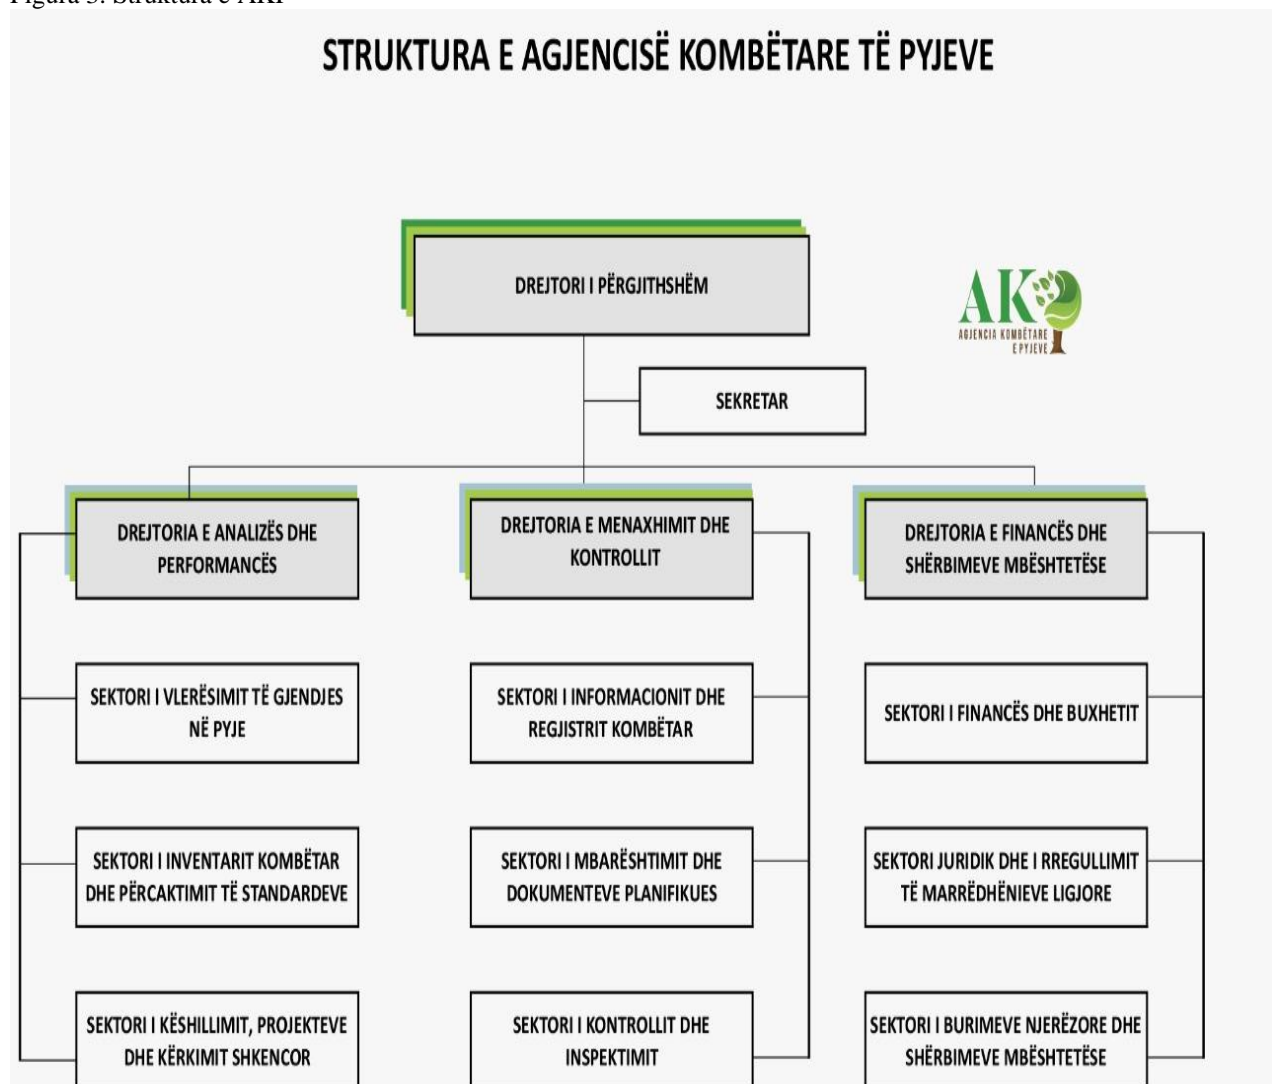 Figura 3. Struktura e AKP
STRUKTURA E AGJENCISË KOMBËTARE TË PYJEVE
DREJTORI I PËRGJITHSHËM
AK
AGJENCIA KOMBËTARE
E PYJEVE
SEKRETAR
DREJTORIA E ANALIZËS DHE
PERFORMANCËS
DREJTORIA E MENAXHIMIT DHE
KONTROLLIT
DREJTORIA E FINANCËS DHE
SHËRBIMEVE MBËSHTETËSE
SEKTORI I VLERËSIMIT TË GJENDJES
NË PYJE
SEKTORI I INFORMACIONIT DHE
REGJISTRIT KOMBËTAR
SEKTORI I FINANCËS DHE BUXHETIT
SEKTORI I INVENTARIT KOMBËTAR
DHE PËRCAKTIMIT TË STANDARDEVE
SEKTORI I MBARËSHTIMIT DHE
DOKUMENTEVE PLANIFIKUES
SEKTORI JURIDIK DHE I RREGULLIMIT
TË MARRËDHËNIEVE LIGJORE
SEKTORI I KËSHILLIMIT, PROJEKTEVE
DHE KËRKIMIT SHKENCOR
SEKTORI I KONTROLLIT DHE
INSPEKTIMIT
SEKTORI I BURIMEVE NJERËZORE DHE
SHËRBIMEVE MBËSHTETËSE